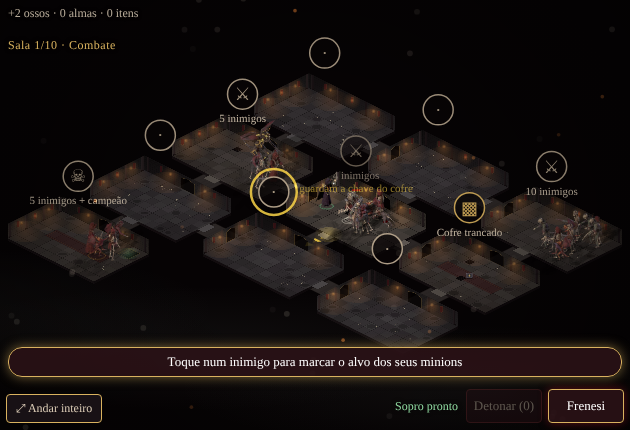 +2 ossos · 0 almas · 0 itens
Sala 1/10 · Combate
5 inimigos
inimigos
guardam a chave do cofre
10 inimigos
5 inimigos + campeão
Cofre trancado
Toque num inimigo para marcar o alvo dos seus minions
Andar inteiro
Sopro pronto
Detonar (0)
Frenesi